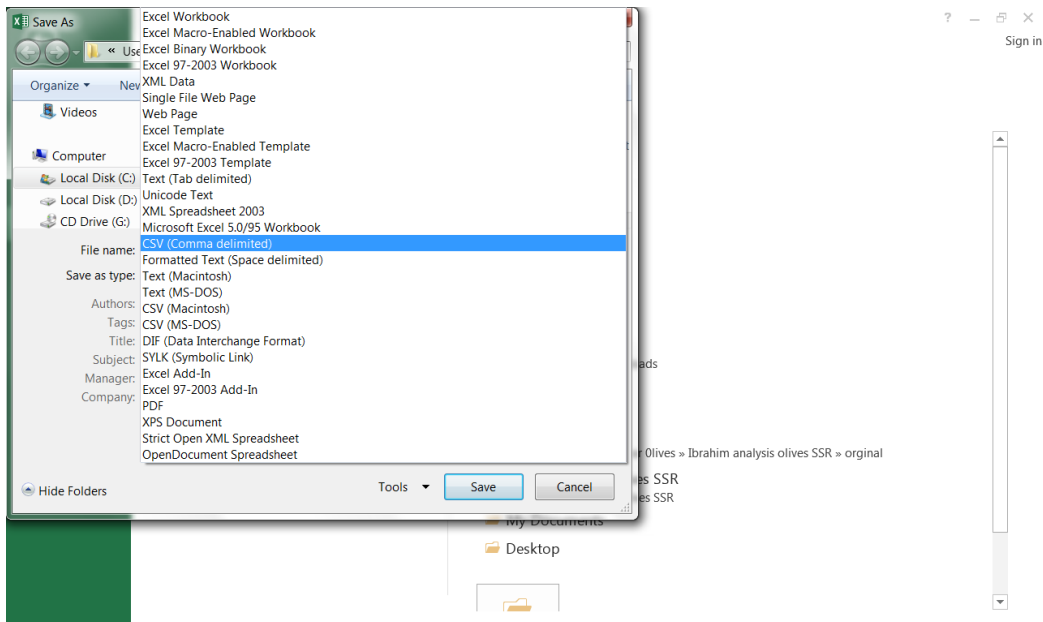 Save As
? 
Sign in
« Use
Organize
New
Videos
Computer
Local Disk (C:)
Local Disk (D:)
CD Drive (G:)
File name:
Save as type:
Authors:
Tags:
Title:
Subject:
Manager:
Company:
Excel Workbook
Excel Macro-Enabled Workbook
Excel Binary Workbook
Excel 97-2003 Workbook
XML Data
Single File Web Page
Web Page
Excel Template
Excel Macro-Enabled Template
Excel 97-2003 Template
Text (Tab delimited)
Unicode Text
XML Spreadsheet 2003
Microsoft Excel 5.0/95 Workbook
CSV (Comma delimited)
Formatted Text (Space delimited)
Text (Macintosh)
Text (MS-DOS)
CSV (Macintosh)
CSV (MS-DOS)
DIF (Data Interchange Format)
SYLK (Symbolic Link)
Excel Add-In
Excel 97-2003 Add-In
PDF
XPS Document
Strict Open XML Spreadsheet
OpenDocument Spreadsheet
Hide Folders
Tools
Save
Cancel
ads
r 0lives » Ibrahim analysis olives SSR » orginal
es SSR
es SSR
My Documents
Desktop